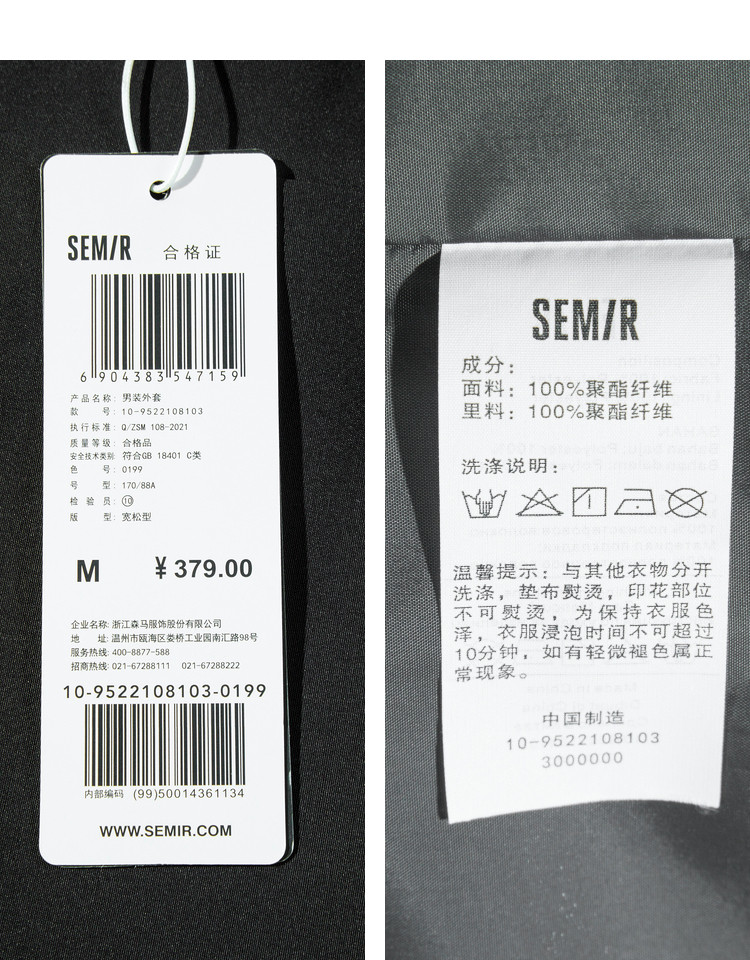 SEMIR 合格证
6 904383 547159
产品名称: 男装外套
款 号: 10-9522108103
执行标准: Q/ZSM 108-2021
质量等级: 合格品
安全技术类别: 符合GB 18401 C类
色 号: 0199
号 型: 170/88A
检 验 员: ⑩
版 型: 宽松型
M ¥379.00
企业名称: 浙江森马服饰股份有限公司
地 址: 温州市瓯海区娄桥工业园南汇路98号
服务热线: 400-8877-588
招商热线: 021-67288111 021-67288222
10-9522108103-0199
内部编码 (99)50014361134
WWW.SEMIR.COM
SEMIR
成分:
面料: 100%聚酯纤维
里料: 100%聚酯纤维
洗涤说明:
温馨提示: 与其他衣物分开
洗涤, 垫布熨烫, 印花部位
不可熨烫, 为保持衣服色
泽, 衣服浸泡时间不可超过
10分钟, 如有轻微褪色属正
常现象。
中国制造
10-9522108103
3000000